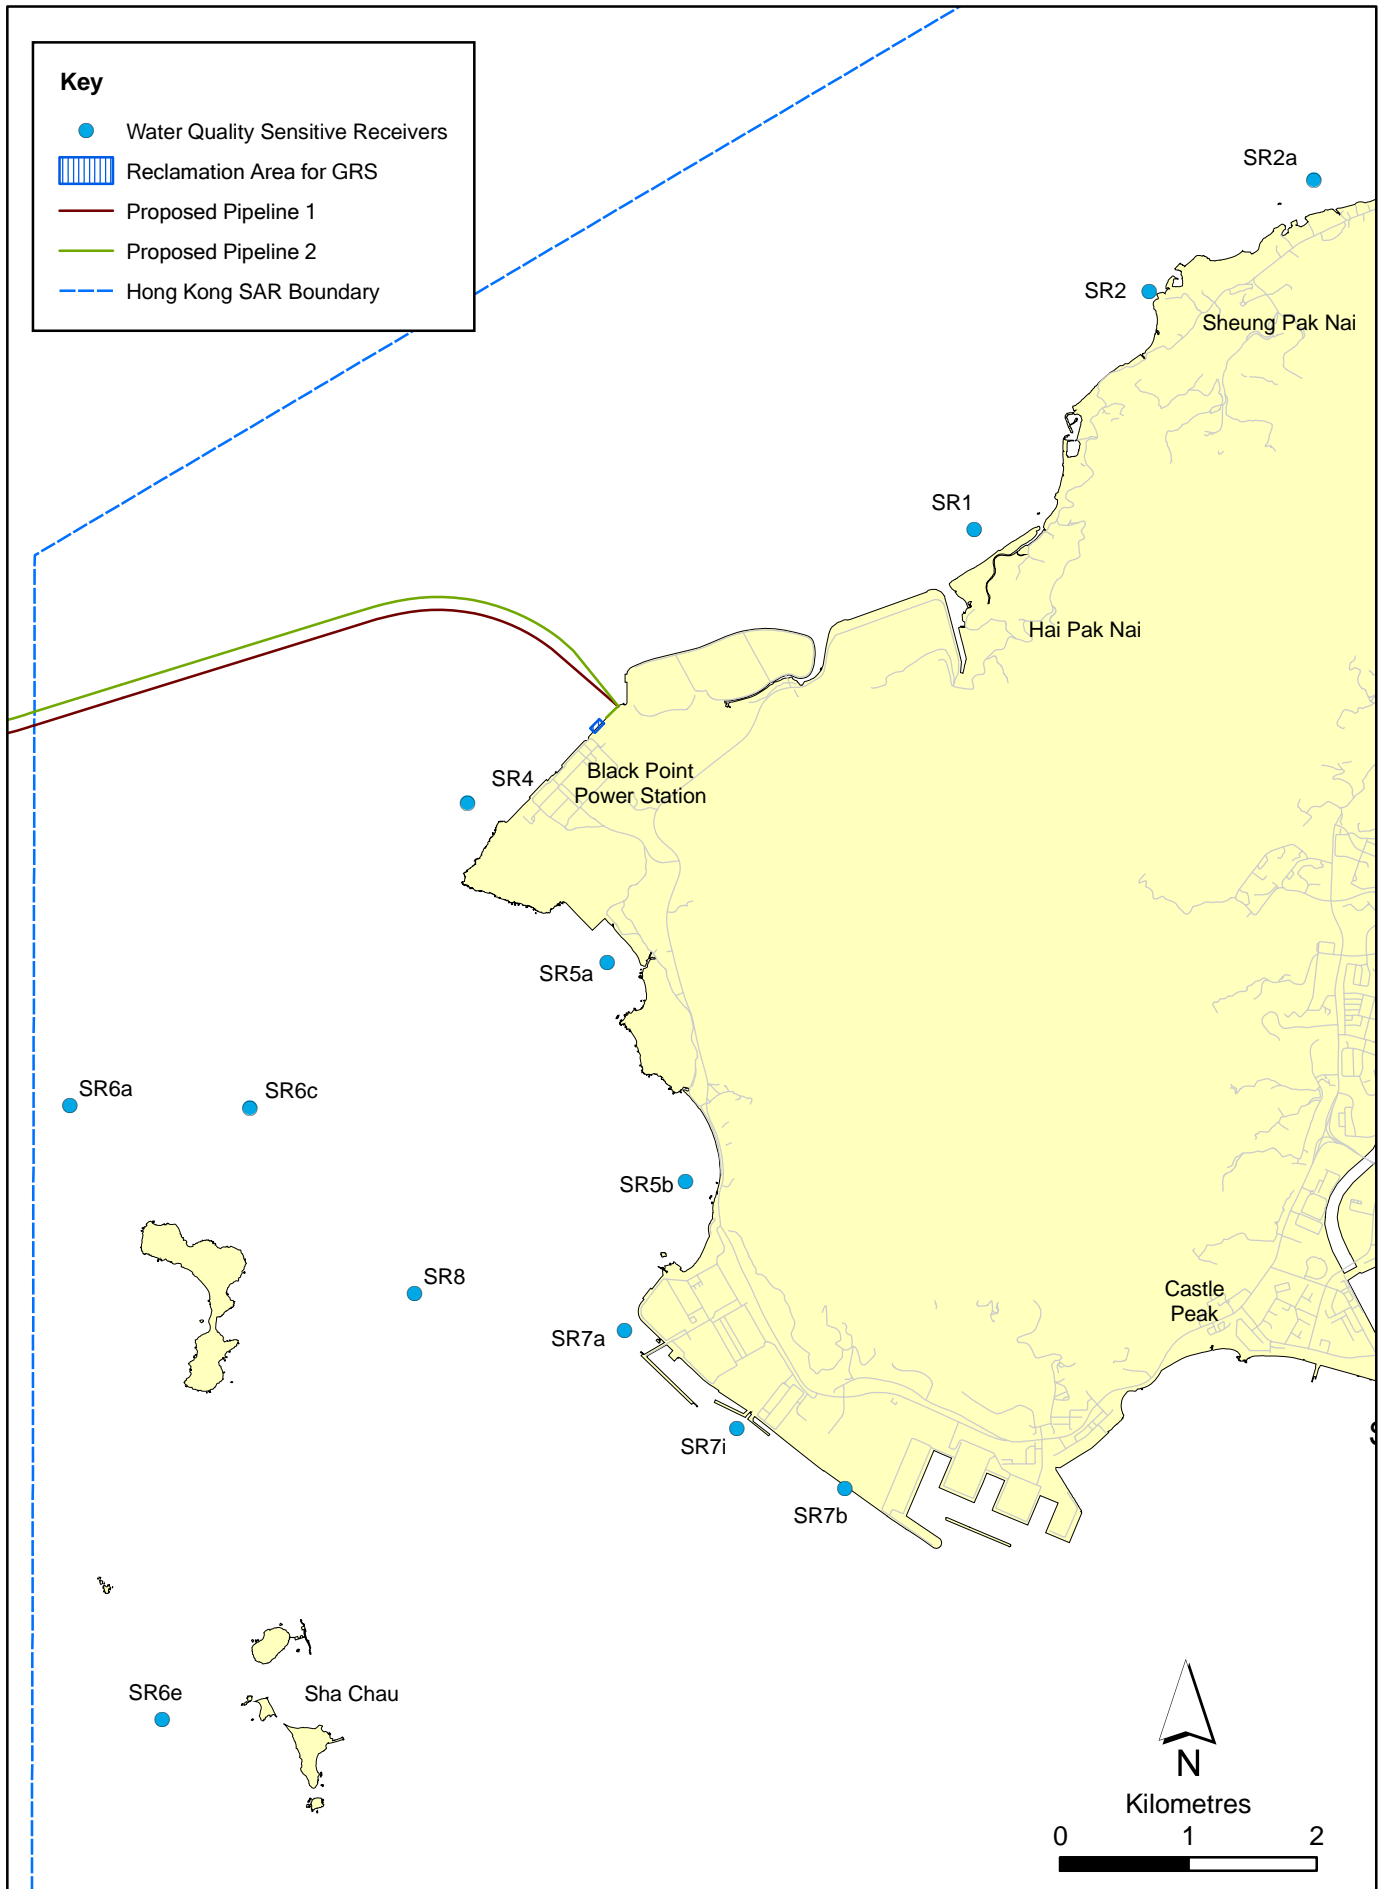 Key
Water Quality Sensitive Receivers
Reclamation Area for GRS
Proposed Pipeline 1
Proposed Pipeline 2
Hong Kong SAR Boundary
SR2a
SR2
Sheung Pak Nai
SR1
Hai Pak Nai
SR4
Black Point
Power Station
SR5a
SR6a
SR6c
SR5b
SR8
Castle
Peak
SR7a
SR7i
SR7b
SR6e
Sha Chau
N
Kilometres
0 1 2